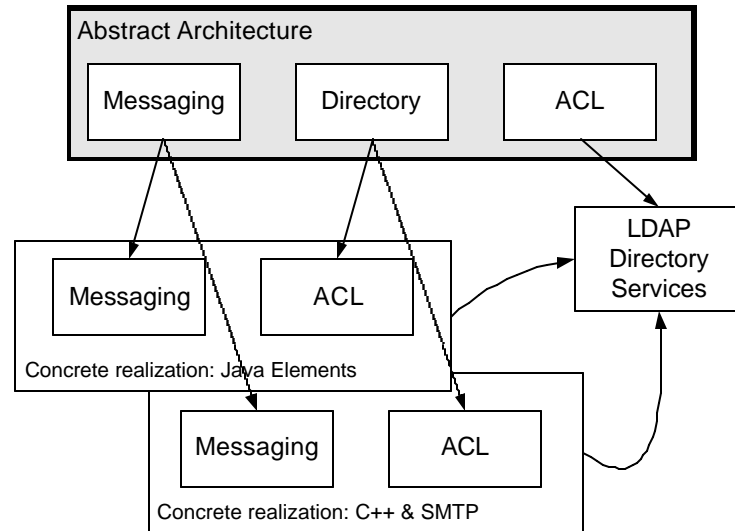 Abstract Architecture
Messaging
Directory
ACL
LDAP
Directory
Services
Messaging
ACL
Concrete realization: Java Elements
Messaging
ACL
Concrete realization: C++ & SMTP